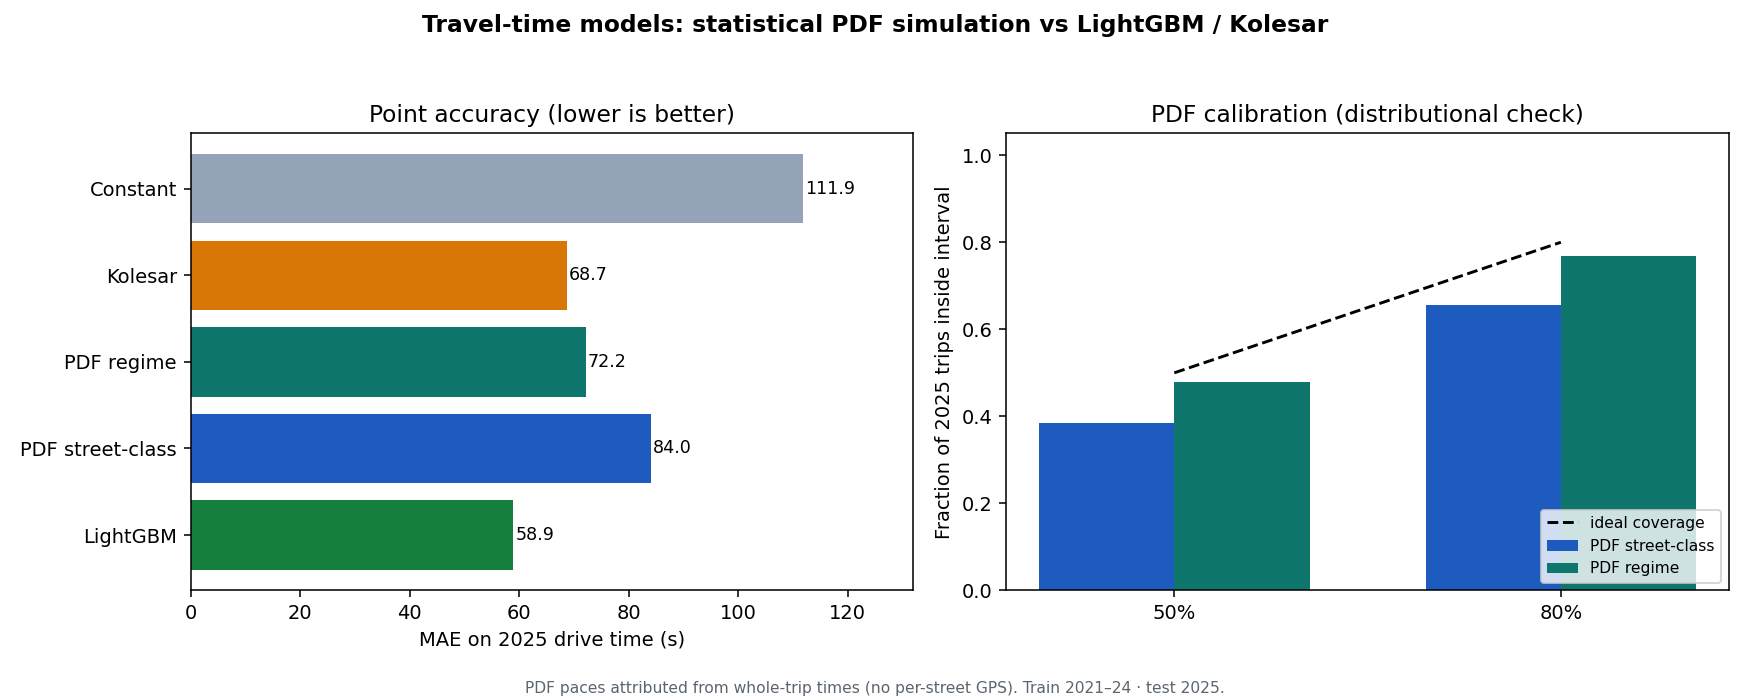 Travel-time models: statistical PDF simulation vs LightGBM / Kolesar
Point accuracy (lower is better)
Constant
111.9
Kolesar
68.7
PDF regime
72.2
PDF street-class
84.0
LightGBM
58.9
0 20 40 60 80 100 120
MAE on 2025 drive time (s)
PDF calibration (distributional check)
Fraction of 2025 trips inside interval
1.0
0.8
0.6
0.4
0.2
0.0
50% 80%
ideal coverage
PDF street-class
PDF regime
PDF paces attributed from whole-trip times (no per-street GPS). Train 2021–24 · test 2025.